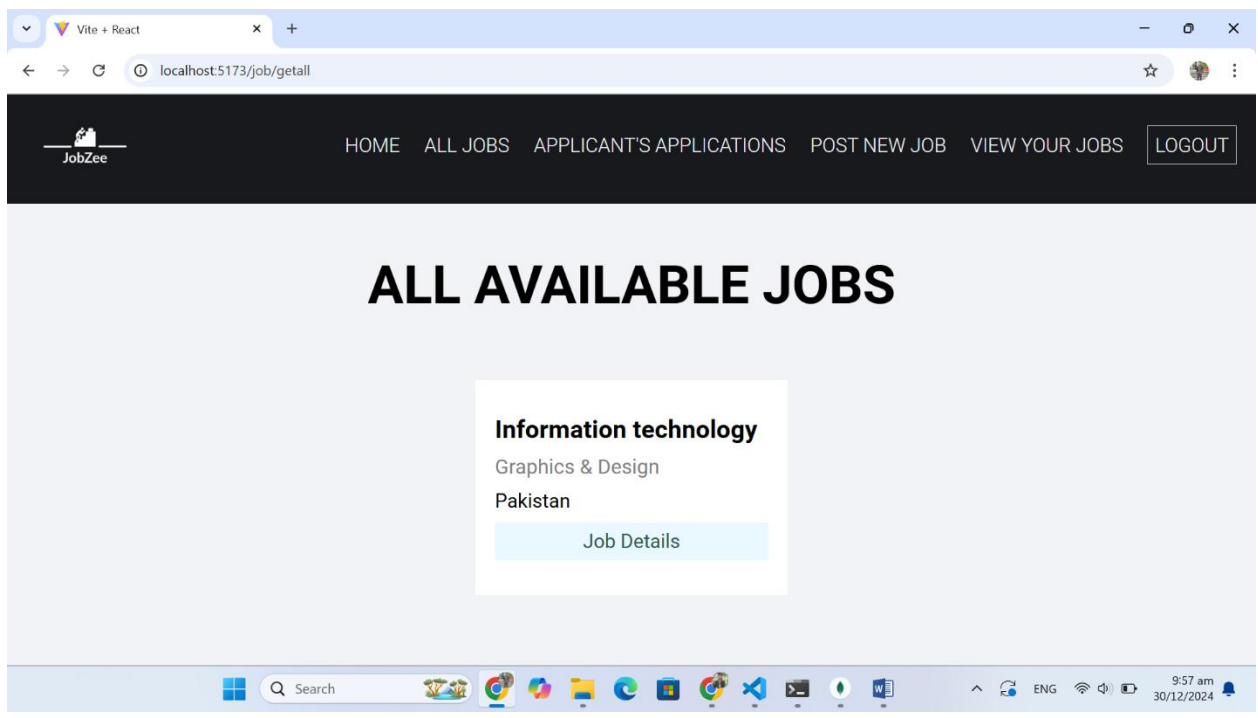 Vite + React
localhost:5173/job/getall
JobZee
HOME ALL JOBS APPLICANT'S APPLICATIONS POST NEW JOB VIEW YOUR JOBS LOGOUT
ALL AVAILABLE JOBS
Information technology
Graphics & Design
Pakistan
Job Details
Search
ENG
9:57 am
30/12/2024